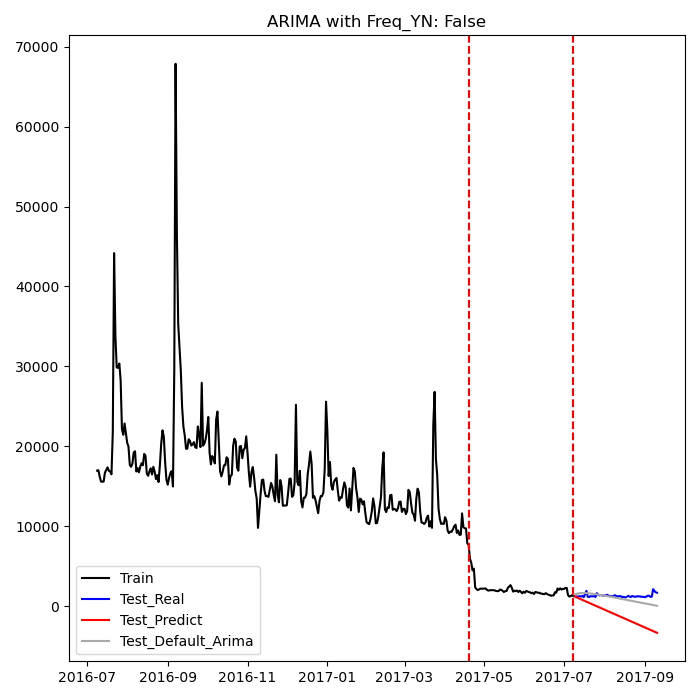 ARIMA with Freq_YN: False
70000
60000
50000
40000
30000
20000
10000
0
Train
Test_Real
Test_Predict
Test_Default_Arima
2016-07 2016-09 2016-11 2017-01 2017-03 2017-05 2017-07 2017-09